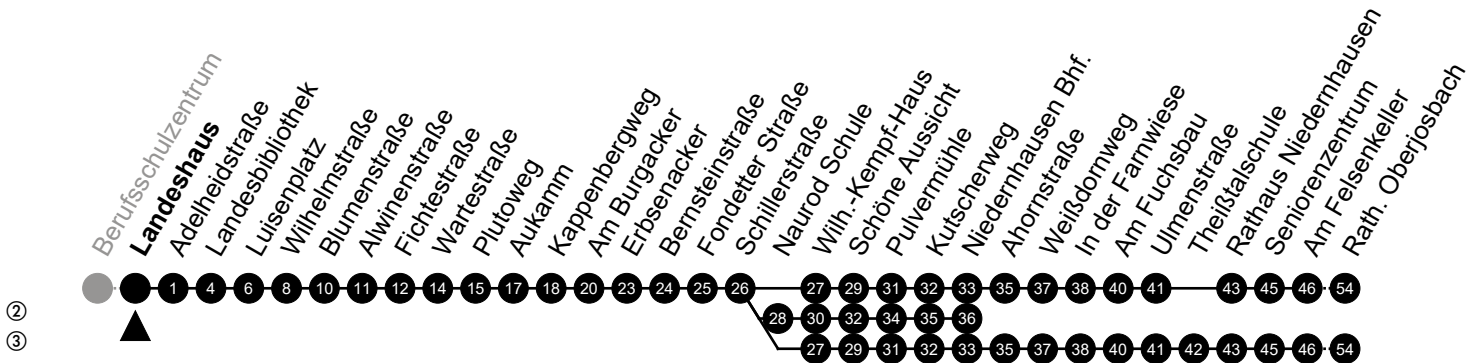 Berufsschulzentrum
Landeshaus
Adelheidstraße
Landesbibliothek
Luisenplatz
Wilhelmstraße
Blumenstraße
Alwinenstraße
Fichtestraße
Wartestraße
Plutoweg
Aukamm
Kappenbergweg
Am Burgacker
Erbsenacker
Bernsteinstraße
Fondetter Straße
Schillerstraße
Naurod Schule
Wilh.-Kempf-Haus
Schöne Aussicht
Pulvermühle
Kutscherweg
Niedernhausen Bhf.
Ahornstraße
Weißdornweg
In der Farnwiese
Am Fuchsbau
Ulmenstraße
Theißtalschule
Rathaus Niedernhausen
Seniorenzentrum
Am Felsenkeller
Rath. Oberjosbach
1 4 6 8 10 11 12 14 15 17 18 20 23 24 25 26 27 29 31 32 33 35 37 38 40 41 43 45 46 54
② 28 30 32 34 35 36
③ 27 29 31 32 33 35 37 38 40 41 42 43 45 46 54